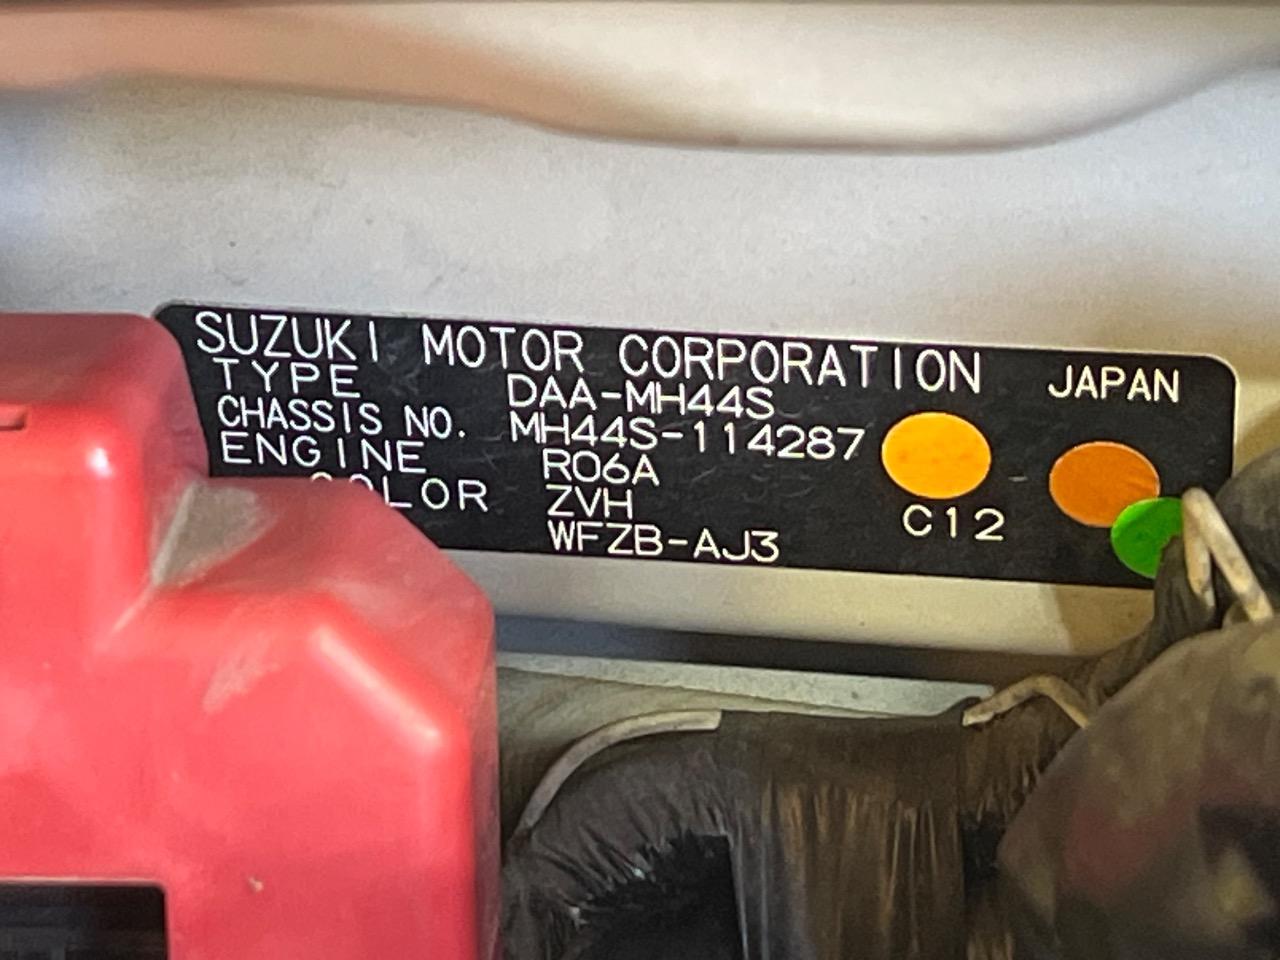 SUZUKI MOTOR CORPORATION JAPAN
TYPE DAA-MH44S
CHASSIS NO. MH44S-114287
ENGINE R06A
COLOR ZVH
WFZB-AJ3 C12